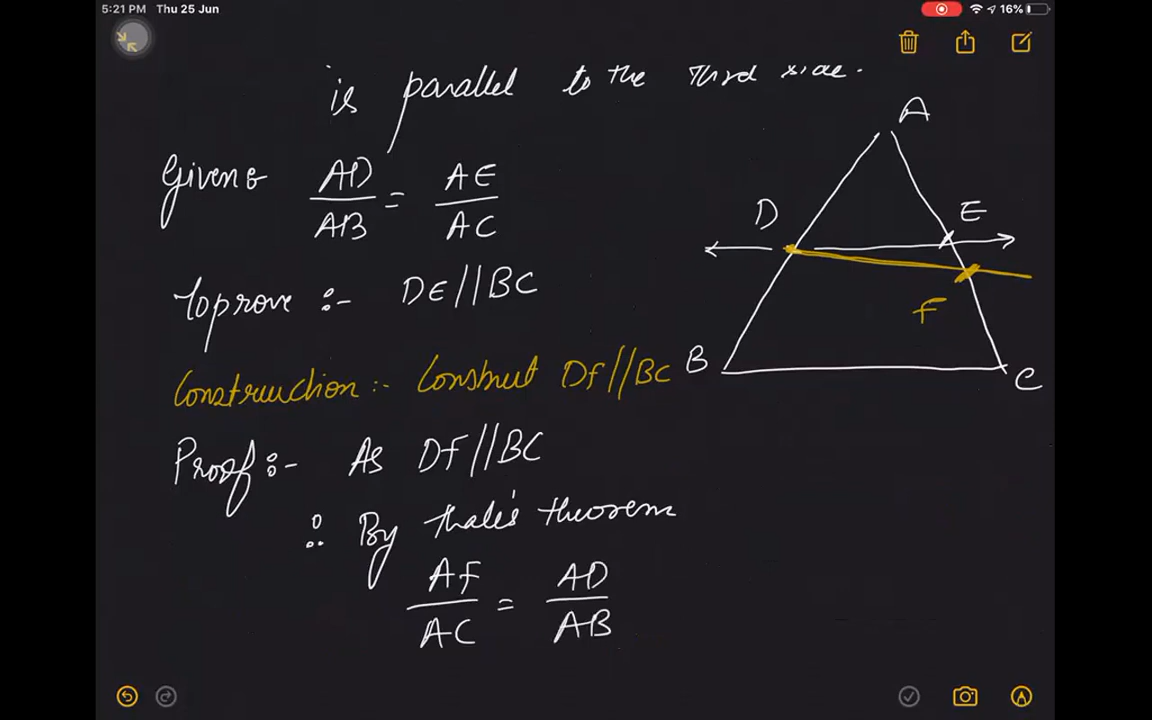 5:21 PM Thu 25 Jun
16%
is parallel to the third side.
Given:- AD/AB = AE/AC
To prove :- DE//BC
Construction :- Construct DF//BC
Proof :- As DF//BC
∴ By thale's theorem
AF/AC = AD/AB
A
D
E
F
B
C